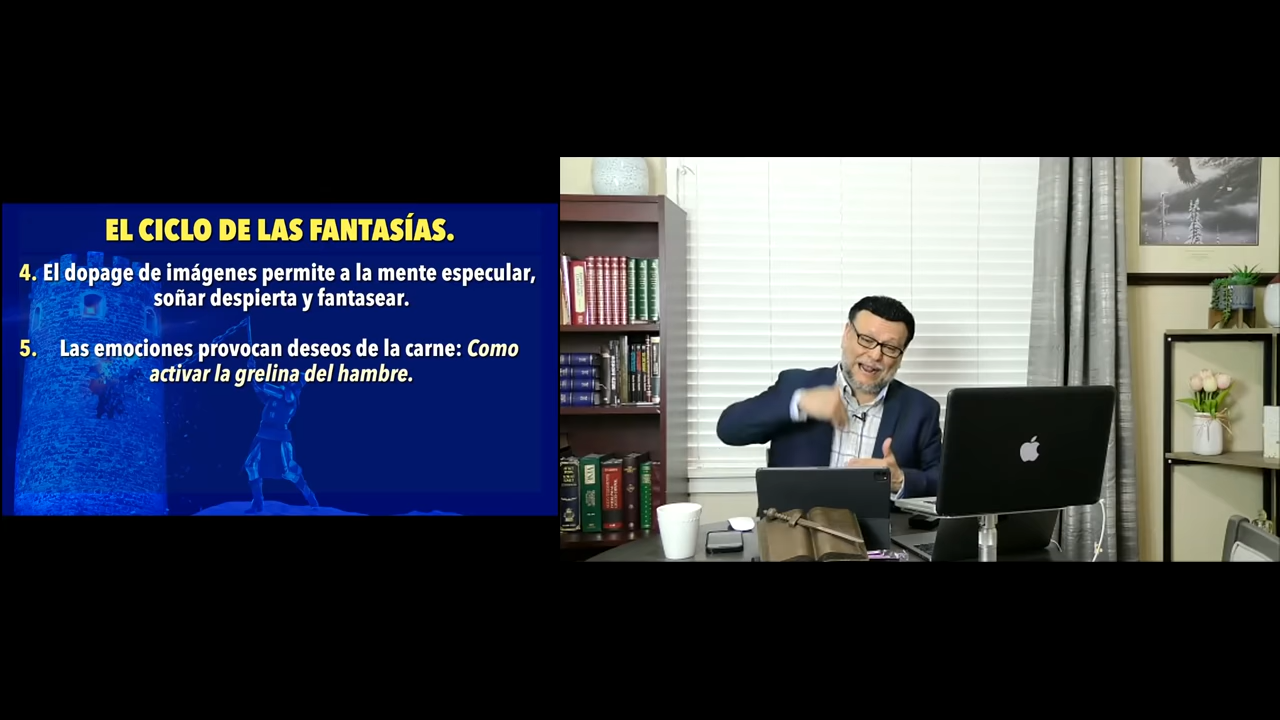 EL CICLO DE LAS FANTASÍAS.
4. El dopage de imágenes permite a la mente especular,
soñar despierta y fantasear.
5. Las emociones provocan deseos de la carne: Como
activar la grelina del hambre.